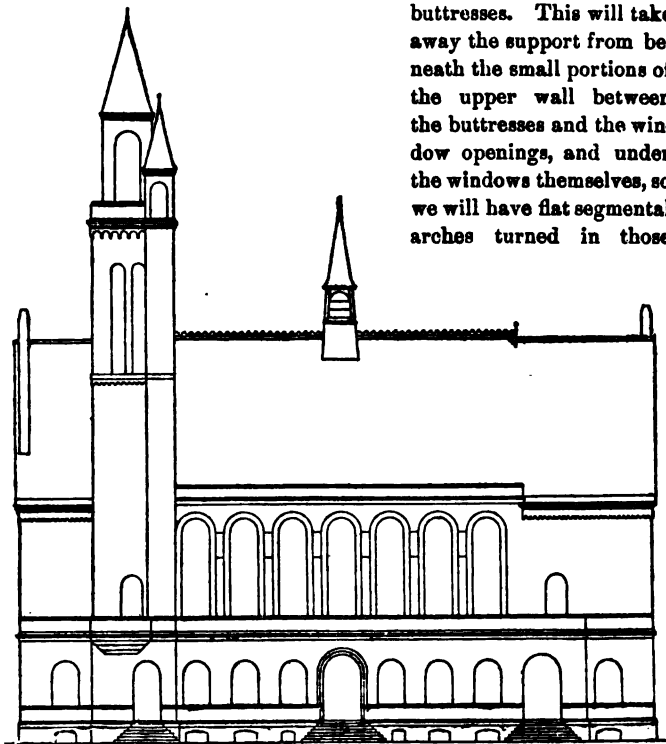 buttresses. This will take
away the support from be
neath the small portions of
the upper wall between
the buttresses and the win
dow openings, and under
the windows themselves, so
we will have flat segmental
arches turned in those